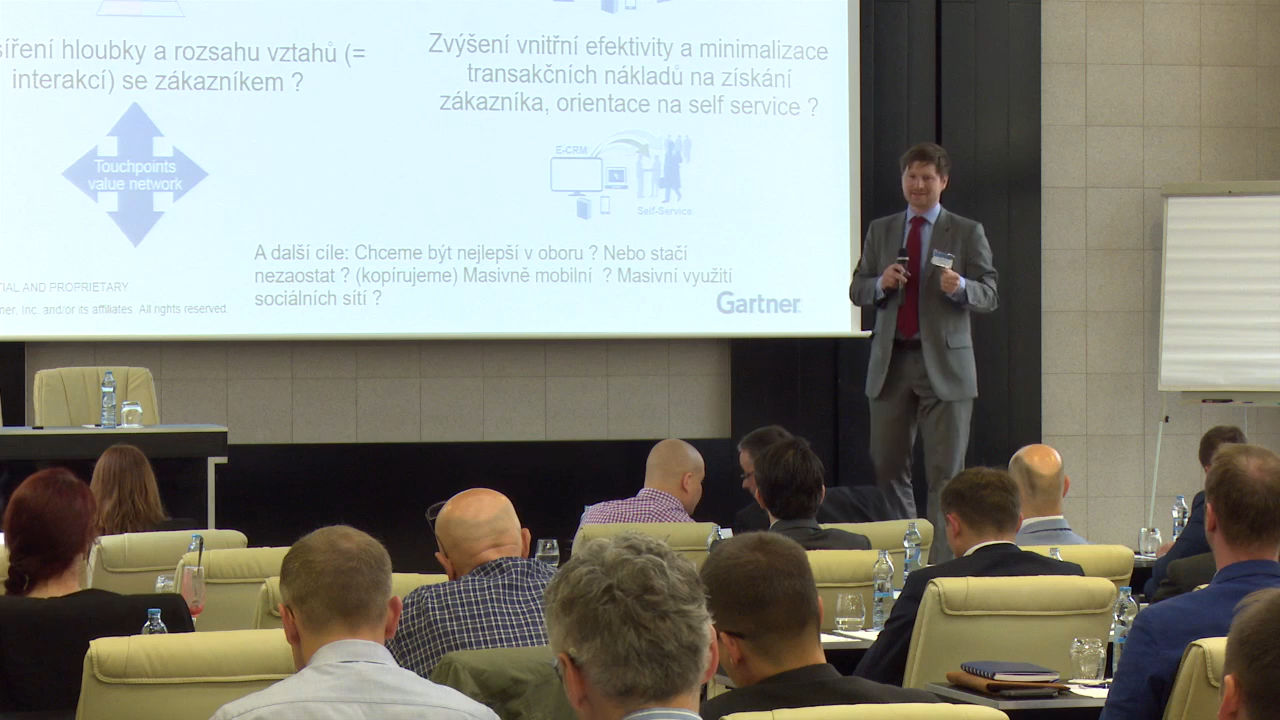 íření hloubky a rozsahu vztahů (=
interakcí) se zákazníkem ?
Zvýšení vnitřní efektivity a minimalizace
transakčních nákladů na získání
zákazníka, orientace na self service ?
Touchpoints
value network
E-CRM
Self-Service
A další cíle: Chceme být nejlepší v oboru ? Nebo stačí
nezaostat ? (kopírujeme) Masivně mobilní ? Masivní využití
sociálních sítí ?
TIAL AND PROPRIETARY
ner, Inc. and/or its affiliates. All rights reserved.
Gartner